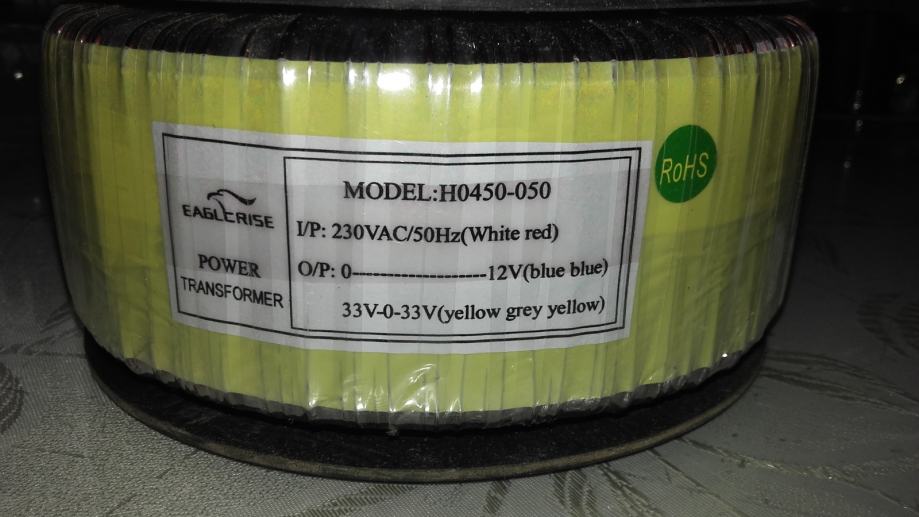 EAGLERISE
POWER
TRANSFORMER
MODEL:H0450-050
I/P: 230VAC/50Hz(White red)
O/P: 0-------------------12V(blue blue)
33V-0-33V(yellow grey yellow)
RoHS